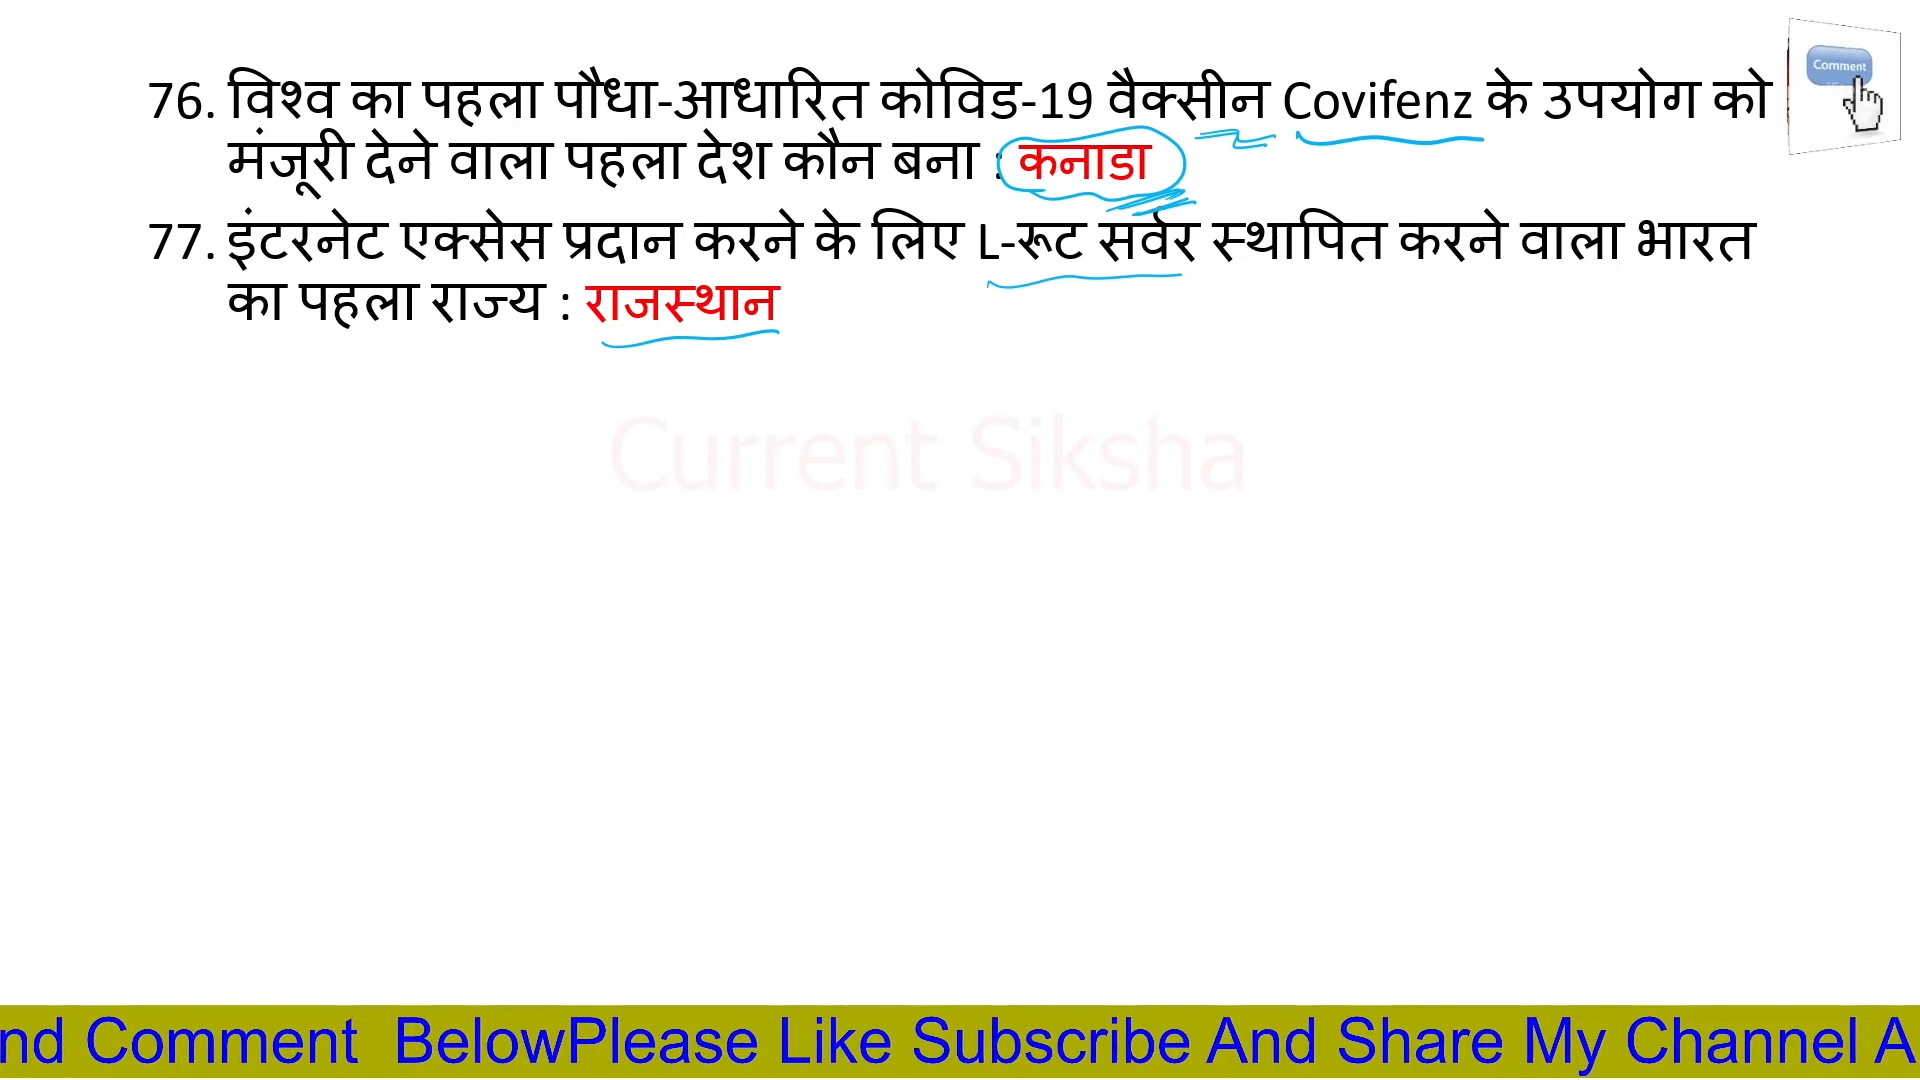 76. विश्व का पहला पौधा-आधारित कोविड-19 वैक्सीन Covifenz के उपयोग को
मंजूरी देने वाला पहला देश कौन बना : कनाडा
77. इंटरनेट एक्सेस प्रदान करने के लिए L-रूट सर्वर स्थापित करने वाला भारत
का पहला राज्य : राजस्थान
Comment
Current Siksha
nd Comment BelowPlease Like Subscribe And Share My Channel A